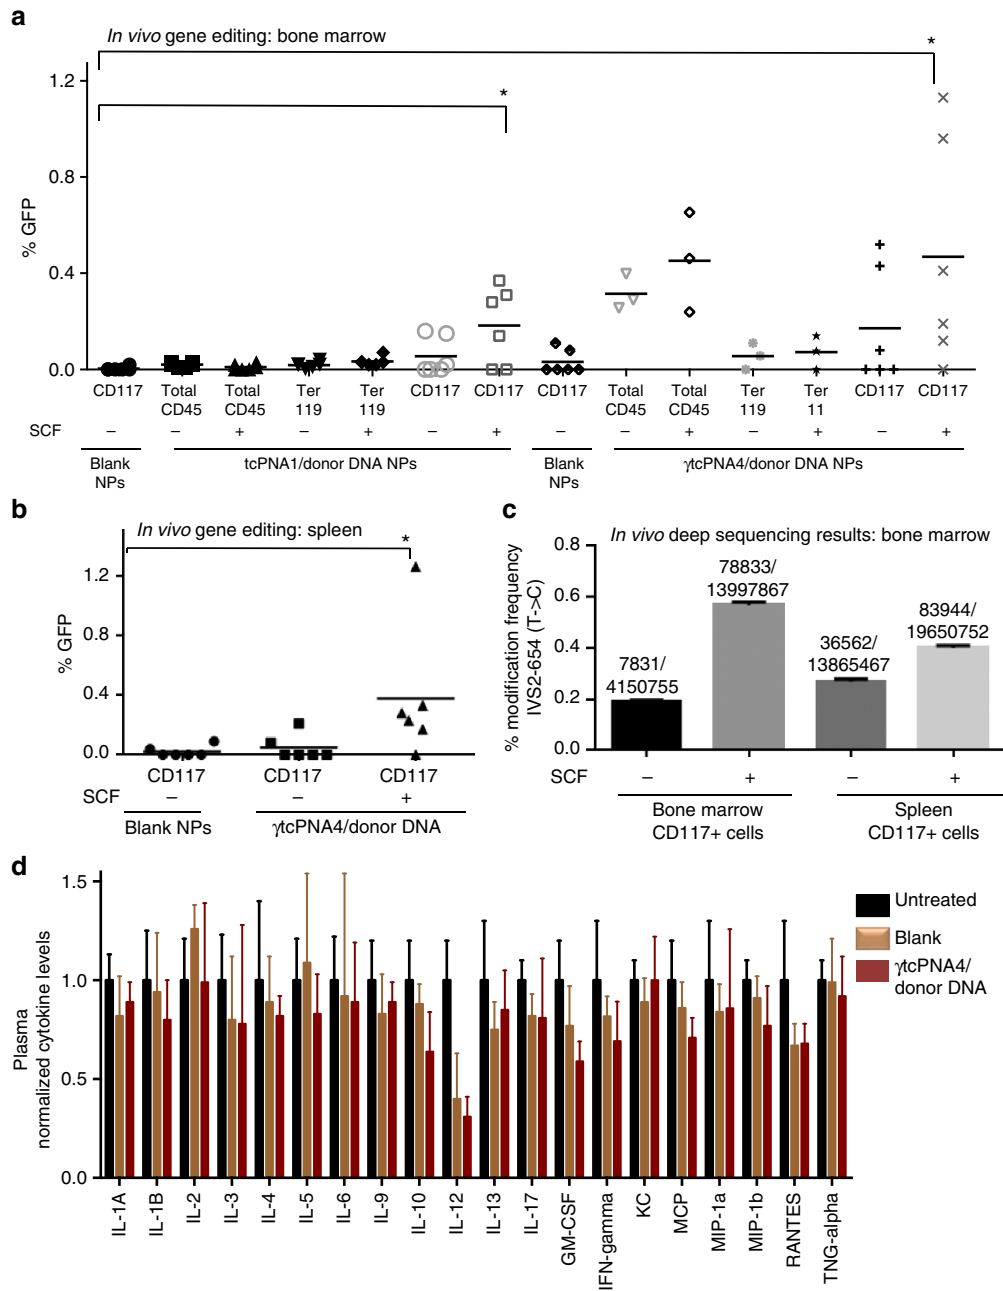 a
In vivo gene editing: bone marrow
*
*
% GFP
1.2
0.8
0.4
0.0
CD117 Total CD45 Total CD45 Ter 119 Ter 119 CD117 CD117 CD117 Total CD45 Total CD45 Ter 119 Ter 11 CD117 CD117
SCF – – + – + – + – – + – + – +
Blank NPs tcPNA1/donor DNA NPs Blank NPs γtcPNA4/donor DNA NPs
b
In vivo gene editing: spleen
*
% GFP
1.2
0.8
0.4
0.0
CD117 CD117 CD117
SCF – – +
Blank NPs γtcPNA4/donor DNA
c
In vivo deep sequencing results: bone marrow
% modification frequency
IVS2-654 (T->C)
0.8
0.6
0.4
0.2
0.0
7831/
4150755
78833/
13997867
36562/
13865467
83944/
19650752
SCF – + – +
Bone marrow
CD117+ cells
Spleen
CD117+ cells
d
Plasma
normalized cytokine levels
1.5
1.0
0.5
0.0
Untreated
Blank
γtcPNA4/
donor DNA
IL-1A
IL-1B
IL-2
IL-3
IL-4
IL-5
IL-6
IL-9
IL-10
IL-12
IL-13
IL-17
GM-CSF
IFN-gamma
KC
MCP
MIP-1a
MIP-1b
RANTES
TNG-alpha